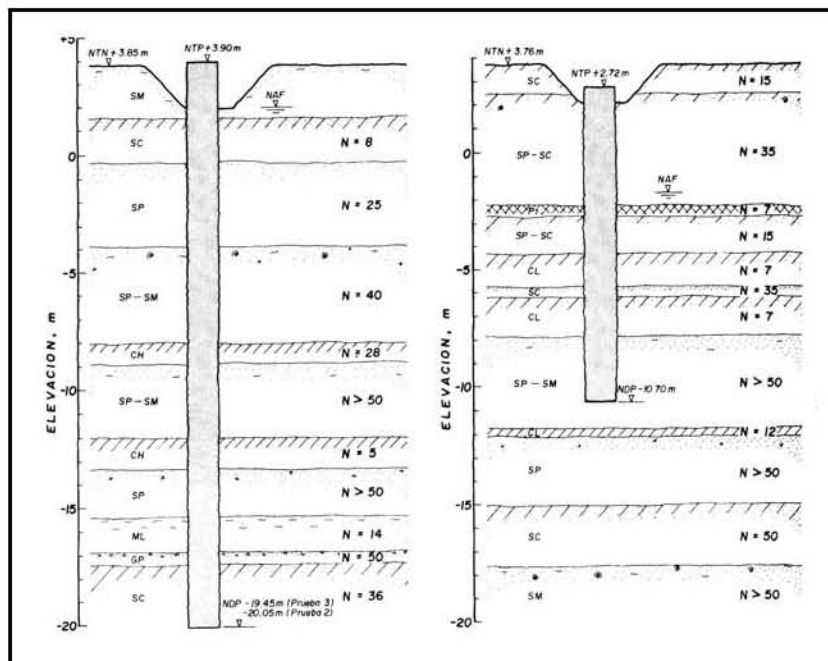 ELEVACION, m
+5
0
-5
-10
-15
-20
NTN+3.85 m
NTP+3.90 m
NAF
SM
SC N = 8
SP N = 25
SP-SM N = 40
CH N = 28
SP-SM N > 50
CH N = 5
SP N > 50
ML N = 14
GP N = 50
SC N = 36
NDP -19.45m (Prueba 3)
-20.05m (Prueba 2)
ELEVACION, m
0
-5
-10
-15
-20
NTN+3.76 m
NTP+2.72 m
SC N = 15
SP-SC N = 35
NAF
Pt N = 7
SP-SC N = 15
CL N = 7
SC N = 35
CL N = 7
SP-SM N > 50
NDP-10.70 m
CL N = 12
SP N > 50
SC N = 50
SM N > 50